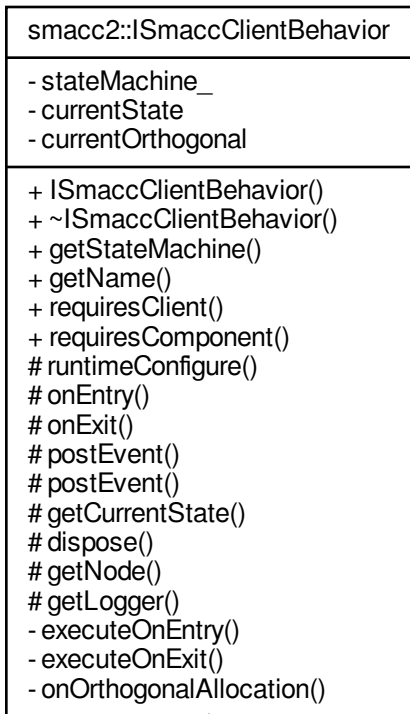 smacc2::ISmaccClientBehavior
- stateMachine_
- currentState
- currentOrthogonal
+ ISmaccClientBehavior()
+ ~ISmaccClientBehavior()
+ getStateMachine()
+ getName()
+ requiresClient()
+ requiresComponent()
# runtimeConfigure()
# onEntry()
# onExit()
# postEvent()
# postEvent()
# getCurrentState()
# dispose()
# getNode()
# getLogger()
- executeOnEntry()
- executeOnExit()
- onOrthogonalAllocation()